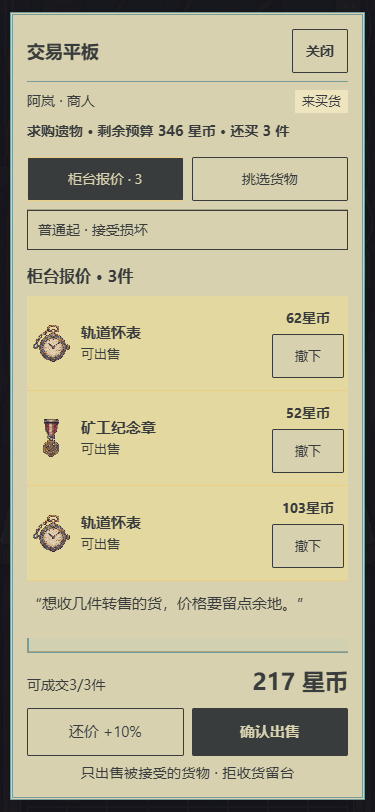 交易平板
关闭
阿岚 · 商人
来买货
求购遗物 • 剩余预算 346 星币 • 还买 3 件
柜台报价 · 3
挑选货物
普通起 · 接受损坏
柜台报价 • 3件
轨道怀表
可出售
62星币
撤下
矿工纪念章
可出售
52星币
撤下
轨道怀表
可出售
103星币
撤下
“想收几件转售的货，价格要留点余地。”
可成交3/3件
217 星币
还价 +10%
确认出售
只出售被接受的货物 · 拒收货留台